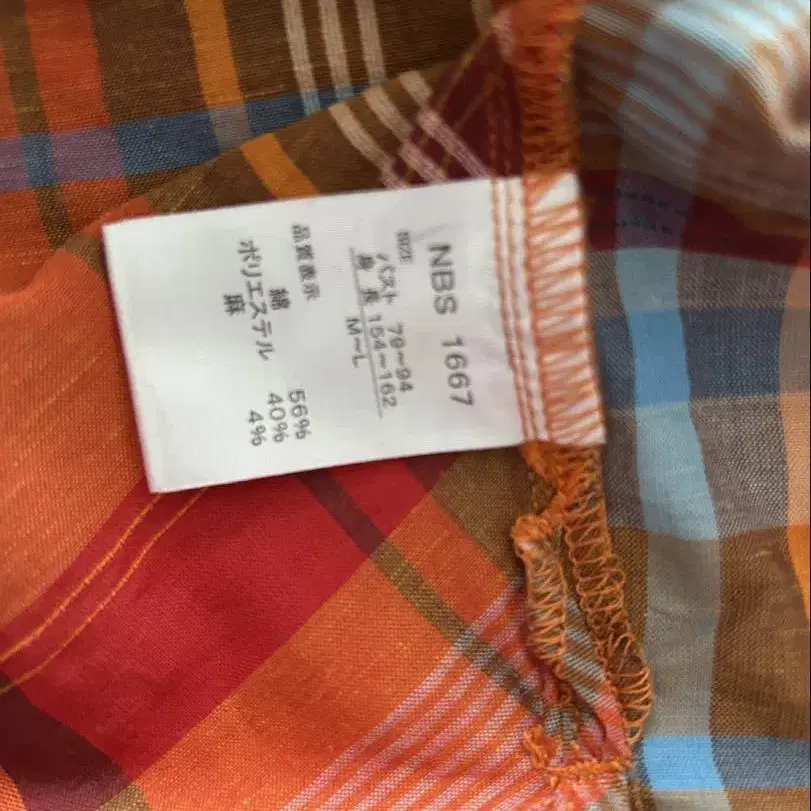 NBS 1667
SIZE
バスト 79～94
身長 154～162
M～L
品質表示
綿 56%
ポリエステル 40%
麻 4%